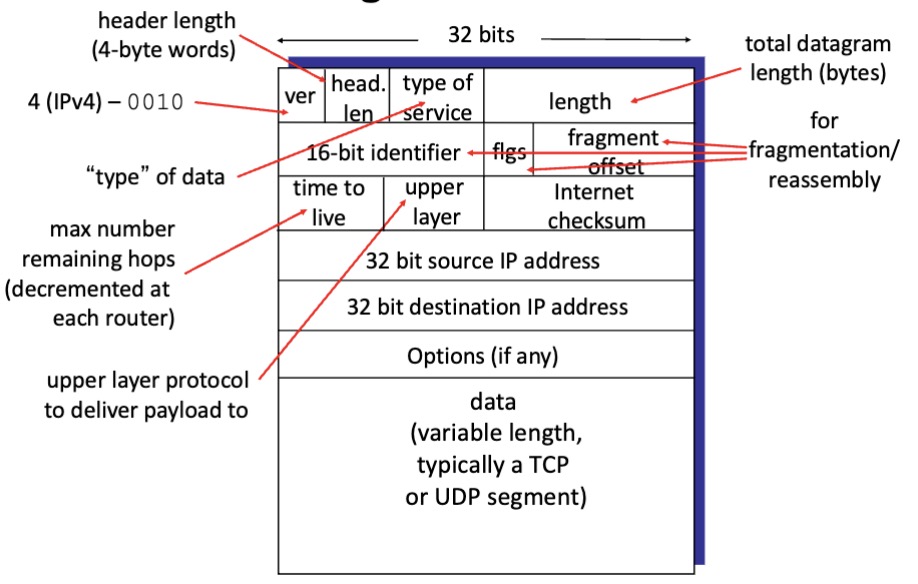 header length
(4-byte words)
32 bits
total datagram
length (bytes)
4 (IPv4) – 0010
ver
head.
len
type of
service
length
for
fragmentation/
reassembly
16-bit identifier
flgs
fragment
offset
"type" of data
time to
live
upper
layer
Internet
checksum
max number
remaining hops
(decremented at
each router)
32 bit source IP address
32 bit destination IP address
Options (if any)
upper layer protocol
to deliver payload to
data
(variable length,
typically a TCP
or UDP segment)